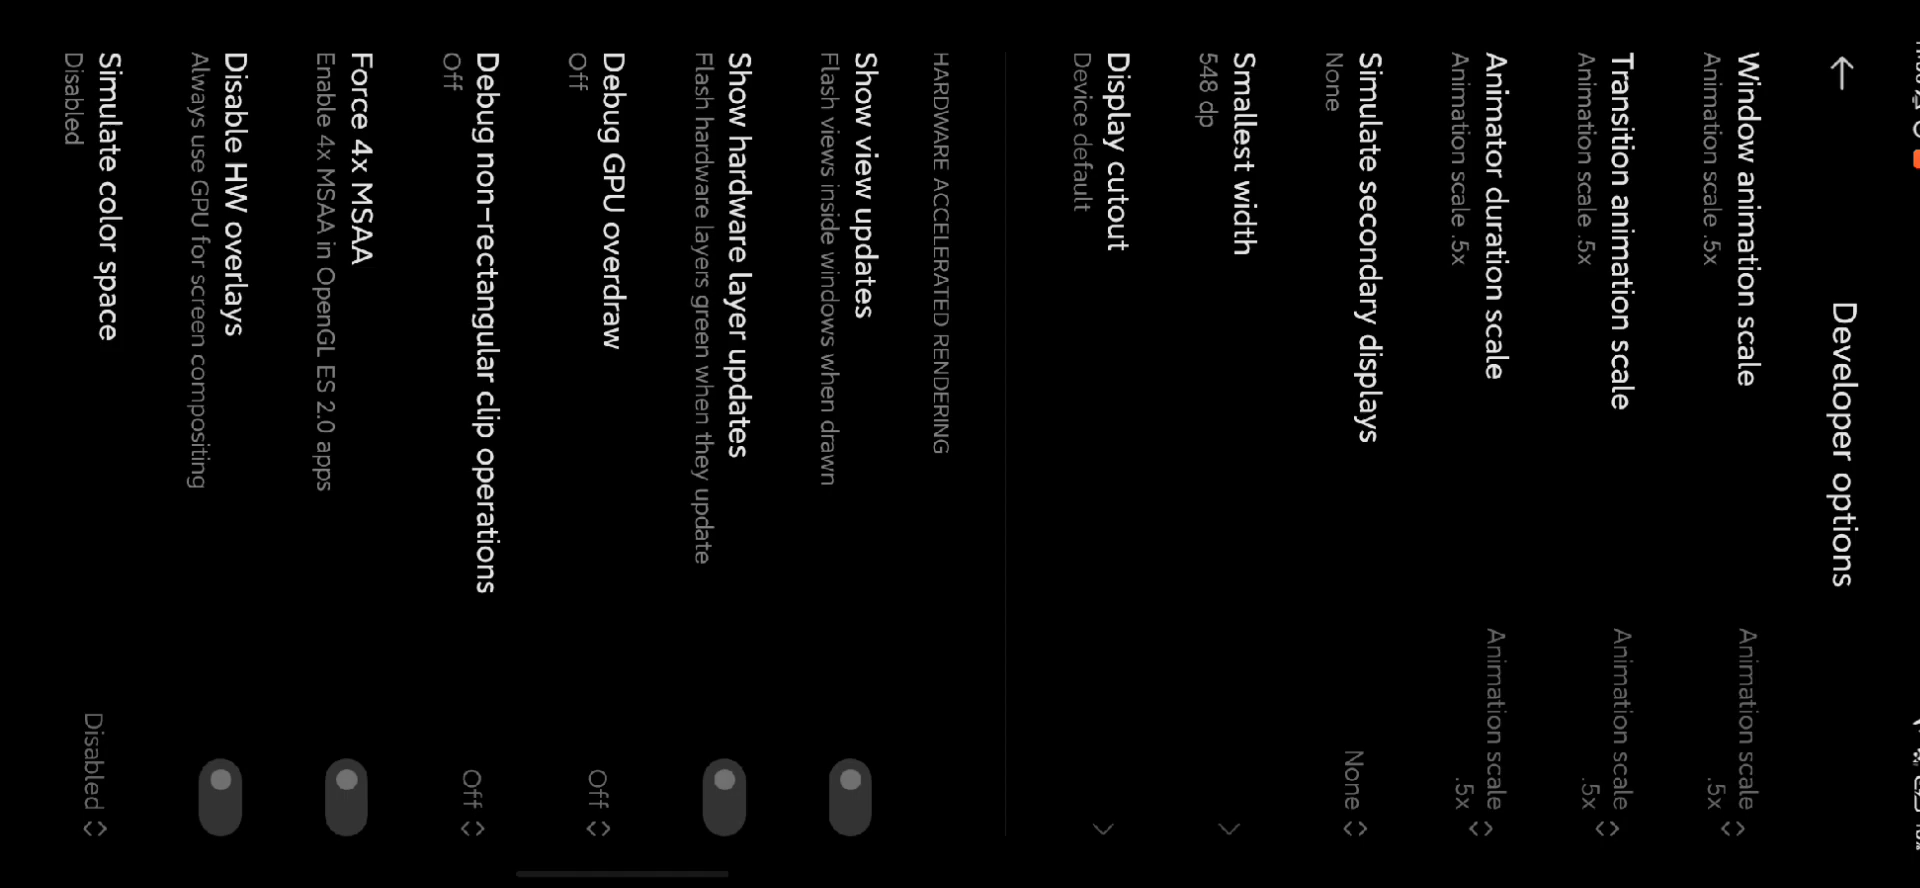 Developer options
Window animation scale
Animation scale .5x
Animation scale
.5x
Transition animation scale
Animation scale .5x
Animation scale
.5x
Animator duration scale
Animation scale .5x
Animation scale
.5x
Simulate secondary displays
None
None
Smallest width
548 dp
Display cutout
Device default
HARDWARE ACCELERATED RENDERING
Show view updates
Flash views inside windows when drawn
Show hardware layer updates
Flash hardware layers green when they update
Debug GPU overdraw
Off
Off
Debug non-rectangular clip operations
Off
Off
Force 4x MSAA
Enable 4x MSAA in OpenGL ES 2.0 apps
Disable HW overlays
Always use GPU for screen compositing
Simulate color space
Disabled
Disabled